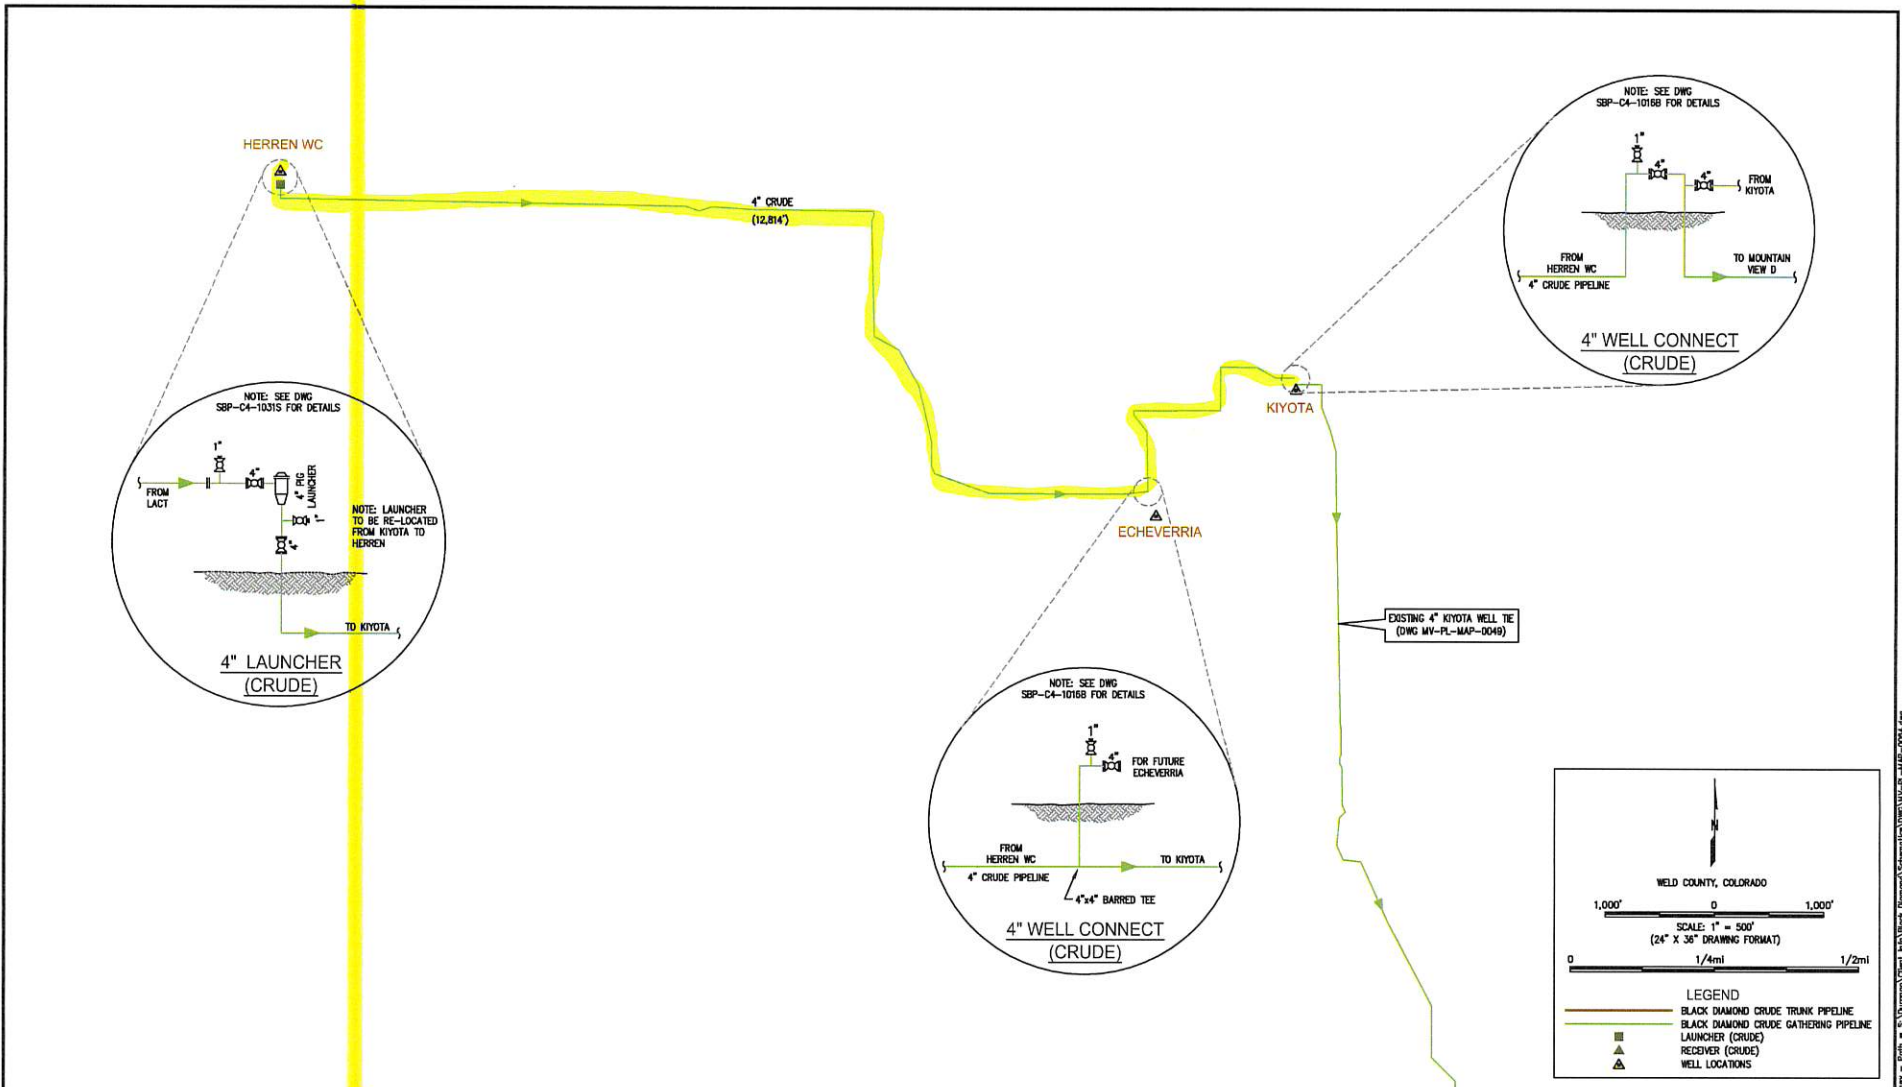 HERREN WC
4" CRUDE
(12,814')
NOTE: SEE DWG
SBP-C4-1016B FOR DETAILS
1"
4"
4"
FROM
KIYOTA
FROM
HERREN WC
4" CRUDE PIPELINE
TO MOUNTAIN
VIEW D
4" WELL CONNECT
(CRUDE)
KIYOTA
NOTE: SEE DWG
SBP-C4-1031S FOR DETAILS
1"
4"
4" PIG
LAUNCHER
FROM
LACT
1"
NOTE: LAUNCHER
TO BE RE-LOCATED
FROM KIYOTA TO
HERREN
4"
TO KIYOTA
4" LAUNCHER
(CRUDE)
ECHEVERRIA
EXISTING 4" KIYOTA WELL TIE
(DWG MV-PL-MAP-0049)
NOTE: SEE DWG
SBP-C4-1016B FOR DETAILS
1"
4"
FOR FUTURE
ECHEVERRIA
FROM
HERREN WC
4" CRUDE PIPELINE
TO KIYOTA
4"x4" BARRED TEE
4" WELL CONNECT
(CRUDE)
N
WELD COUNTY, COLORADO
1,000' 0 1,000'
SCALE: 1" = 500'
(24" X 36" DRAWING FORMAT)
0 1/4mi 1/2mi
LEGEND
BLACK DIAMOND CRUDE TRUNK PIPELINE
BLACK DIAMOND CRUDE GATHERING PIPELINE
LAUNCHER (CRUDE)
RECEIVER (CRUDE)
WELL LOCATIONS